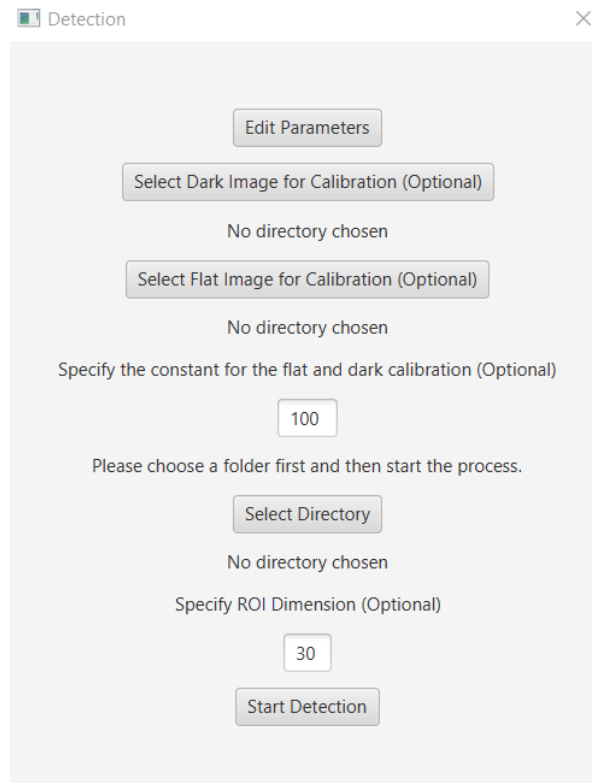 Detection
Edit Parameters
Select Dark Image for Calibration (Optional)
No directory chosen
Select Flat Image for Calibration (Optional)
No directory chosen
Specify the constant for the flat and dark calibration (Optional)
100
Please choose a folder first and then start the process.
Select Directory
No directory chosen
Specify ROI Dimension (Optional)
30
Start Detection